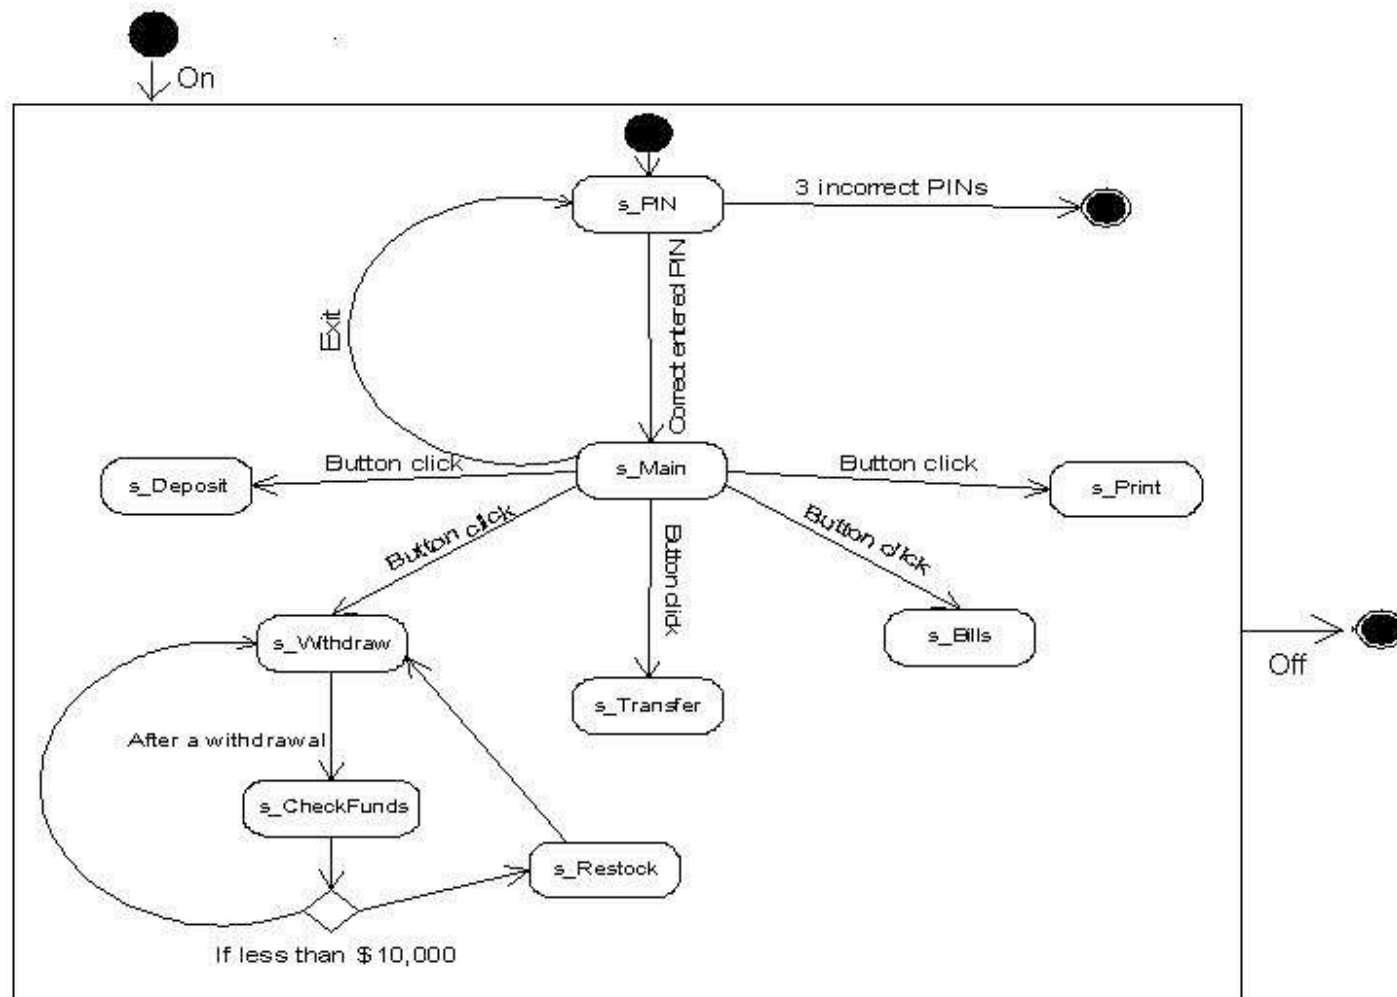 On
3 incorrect PINs
s_PIN
Correct entered PIN
Exit
Button click
s_Main
Button click
s_Deposit
s_Print
Button click
Button click
Button click
s_Withdraw
s_Bills
Off
s_Transfer
After a withdrawal
s_CheckFunds
s_Restock
If less than $10,000